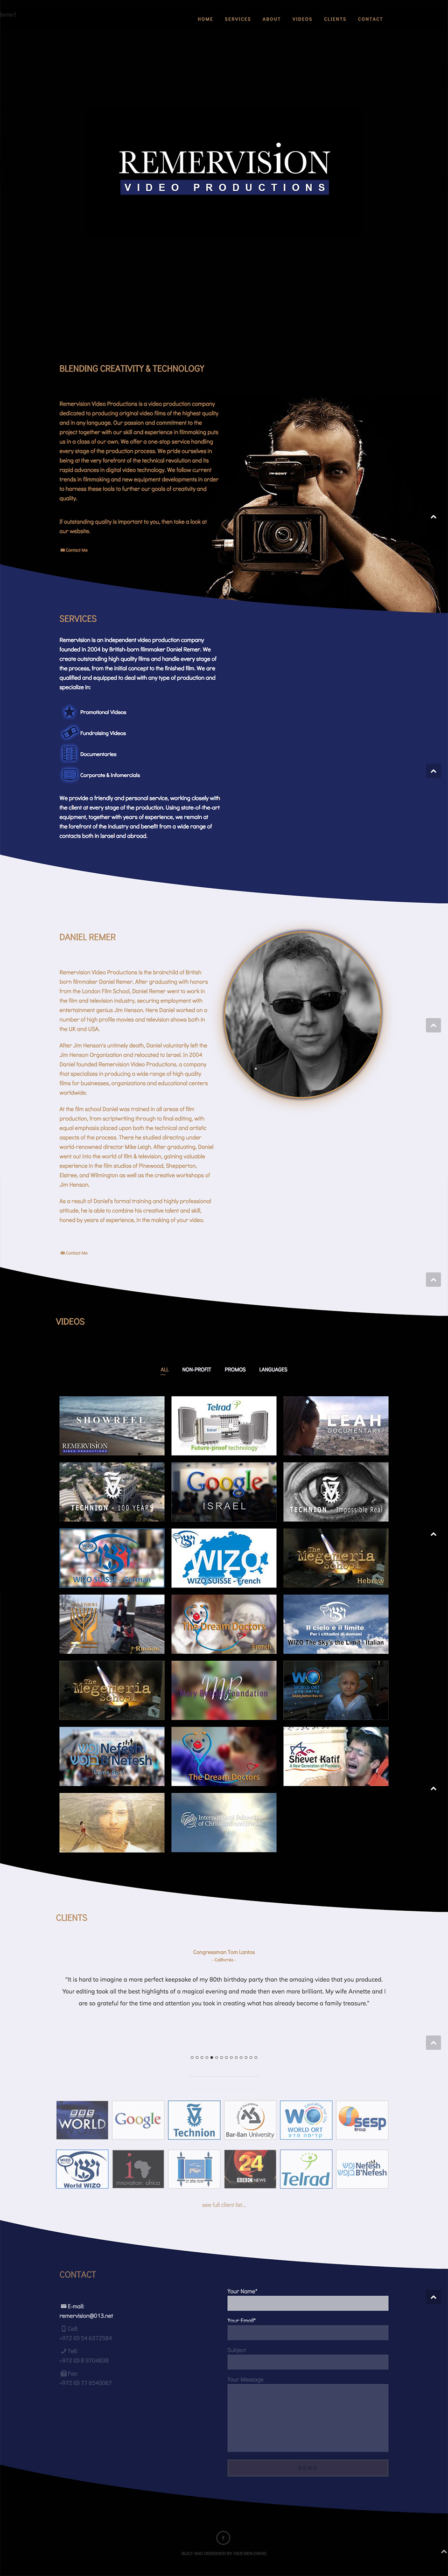 HOME SERVICES ABOUT VIDEOS CLIENTS CONTACT
REMERVISION
VIDEO PRODUCTIONS
BLENDING CREATIVITY & TECHNOLOGY
Remervision Video Productions is a video production company
dedicated to producing original video films of the highest quality
and in any language. Our passion and commitment to the
project together with our skill and experience in filmmaking puts
us in a class of our own. We offer a one-stop service handling
every stage of the production process. We pride ourselves in
being at the very forefront of the technical revolution and its
rapid advances in digital video technology. We follow current
trends in filmmaking and new equipment developments in order
to harness these tools to further our goals of creativity and
quality.
If outstanding quality is important to you, then take a look at
our website.
Contact Me
SONY
SERVICES
Remervision is an independent video production company
founded in 2004 by British-born filmmaker Daniel Remer. We
create outstanding high quality films and handle every stage of
the process, from the initial concept to the finished film. We are
qualified and equipped to deal with any type of production and
specialize in:
Promotional Videos
Fundraising Videos
Documentaries
Corporate & Infomercials
We provide a friendly and personal service, working closely with
the client at every stage of the production. Using state-of-the-art
equipment, together with years of experience, we remain at
the forefront of the industry and benefit from a wide range of
contacts both in Israel and abroad.
DANIEL REMER
Remervision Video Productions is the brainchild of British
born filmmaker Daniel Remer. After graduating with honors
from the London Film School, Daniel Remer went to work in
the film and television industry, securing employment with
entertainment genius Jim Henson. Here Daniel worked on a
number of high profile movies and television shows both in
the UK and USA.
After Jim Henson's untimely death, Daniel voluntarily left the
Jim Henson Organization and relocated to Israel. In 2004
Daniel founded Remervision Video Productions, a company
that specializes in producing a wide range of high quality
films for businesses, organizations and educational centers
worldwide.
At the film school Daniel was trained in all areas of film
production, from scriptwriting through to final editing, with
equal emphasis placed upon both the technical and artistic
aspects of the process. There he studied directing under
world-renowned director Mike Leigh. After graduating, Daniel
went out into the world of film & television, gaining valuable
experience in the film studios of Pinewood, Shepperton,
Elstree, and Wilmington as well as the creative workshops of
Jim Henson.
As a result of Daniel's formal training and highly professional
attitude, he is able to combine his creative talent and skill,
honed by years of experience, in the making of your video.
Contact Me
VIDEOS
ALL NON-PROFIT PROMOS LANGUAGES
SHOWREEL
REMERVISION
VIDEO PRODUCTIONS
Telrad
Future-proof technology
LEAH
DOCUMENTARY
TECHNION - 100 YEARS
Google
ISRAEL
TECHNION - Impossible Real
WIZO SUISSE - German
WIZO
WIZO SUISSE - French
The Megemeria School
Hebrew
Russian
The Dream Doctors
French
Il cielo è il limite
Per i cittadini di domani
WIZO The Sky's the Limit - Italian
The Megemeria School
Foundation
WORLD ORT
Nefesh B'Nefesh
The Dream Doctors
Shevet Katif
A New Generation of Pioneers
International Fellowship
of Christians and Jews
CLIENTS
Congressman Tom Lantos
- California -
"It is hard to imagine a more perfect keepsake of my 80th birthday party than the amazing video that you produced.
Your editing took all the best highlights of a magical evening and made them even more brilliant. My wife Annette and I
are so grateful for the time and attention you took in creating what has already become a family treasure."
BBC WORLD
Google
Technion
Bar-Ilan University
WORLD ORT
קדימה מדע
SESP Group
World WIZO
innovation: africa
24 BBC NEWS
Telrad
Nefesh B'Nefesh
נפש בנפש
see full client list...
CONTACT
E-mail:
remervision@013.net
Cell:
+972 (0) 54 6372584
Tell:
+972 (0) 8 9704838
Fax:
+972 (0) 77 6540067
Your Name*
Your Email*
Subject
Your Message
SEND